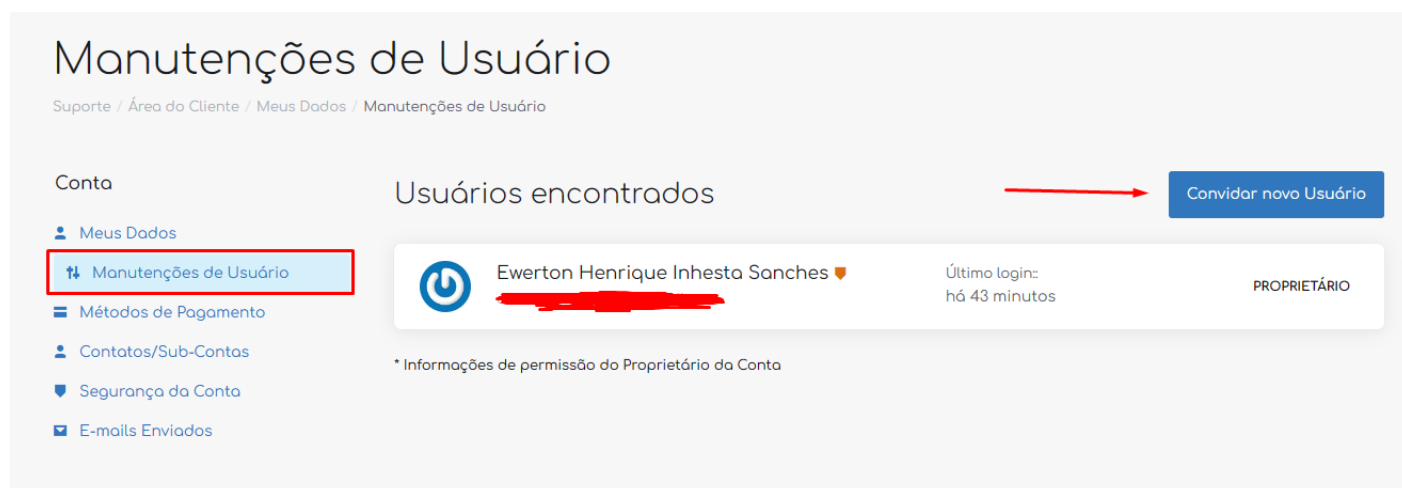 Manutenções de Usuário
Suporte / Área do Cliente / Meus Dados / Manutenções de Usuário
Conta
Meus Dados
Manutenções de Usuário
Métodos de Pagamento
Contatos/Sub-Contas
Segurança da Conta
E-mails Enviados
Usuários encontrados
Convidar novo Usuário
Ewerton Henrique Inhesta Sanches
Último login::
há 43 minutos
PROPRIETÁRIO
* Informações de permissão do Proprietário da Conta